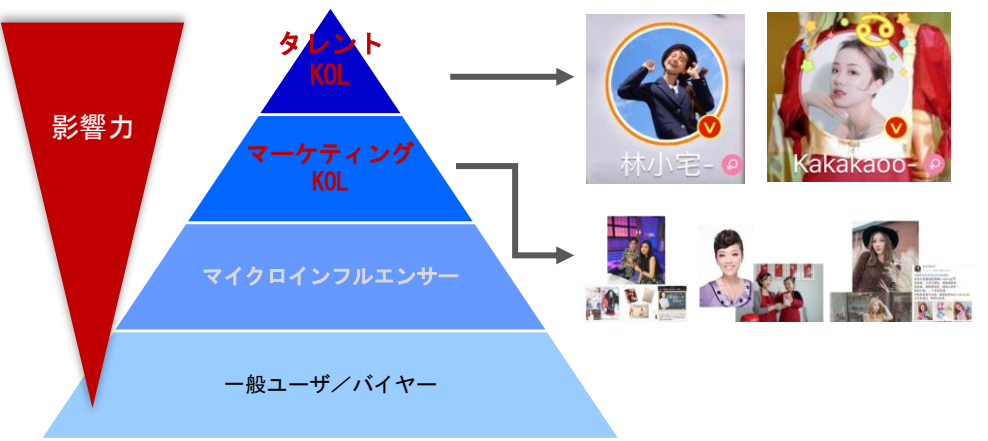 影響力
タレント
KOL
マーケティング
KOL
マイクロインフルエンサー
一般ユーザ／バイヤー
林小宅-
Kakakaoo-